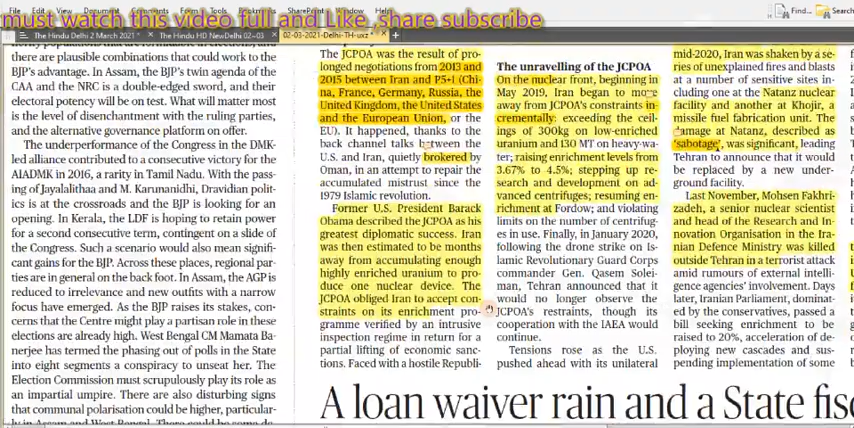 must watch this video full and Like ,share subscribe
File Edit View Documents Comments Tools SharePoint Window Help
Find...
Search
The Hindu Delhi 2 March 2021*
The Hindu HD NewDelhi 02~03
02-03-2021-Delhi-TH-uxz *
there are plausible combinations that could work to the
BJP's advantage. In Assam, the BJP's twin agenda of the
CAA and the NRC is a double-edged sword, and their
electoral potency will be on test. What will matter most
is the level of disenchantment with the ruling parties,
and the alternative governance platform on offer.
The underperformance of the Congress in the DMK-
led alliance contributed to a consecutive victory for the
AIADMK in 2016, a rarity in Tamil Nadu. With the pass-
ing of Jayalalithaa and M. Karunanidhi, Dravidian polit-
ics is at the crossroads and the BJP is looking for an
opening. In Kerala, the LDF is hoping to retain power
for a second consecutive term, contingent on a slide of
the Congress. Such a scenario would also mean signifi-
cant gains for the BJP. Across these places, regional par-
ties are in general on the back foot. In Assam, the AGP is
reduced to irrelevance and new outfits with a narrow
focus have emerged. As the BJP raises its stakes, con-
cerns that the Centre might play a partisan role in these
elections are already high. West Bengal CM Mamata Ba-
nerjee has termed the phasing out of polls in the State
into eight segments a conspiracy to unseat her. The
Election Commission must scrupulously play its role as
an impartial umpire. There are also disturbing signs
that communal polarisation could be higher, particular-
ly in Assam and West Bengal. There could be some de-
The JCPOA was the result of pro-
longed negotiations from 2013 and
2015 between Iran and P5+1 (Chi-
na, France, Germany, Russia, the
United Kingdom, the United States
and the European Union, or the
EU). It happened, thanks to the
back channel talks between the
U.S. and Iran, quietly brokered by
Oman, in an attempt to repair the
accumulated mistrust since the
1979 Islamic revolution.
Former U.S. President Barack
Obama described the JCPOA as his
greatest diplomatic success. Iran
was then estimated to be months
away from accumulating enough
highly enriched uranium to pro-
duce one nuclear device. The
JCPOA obliged Iran to accept con-
straints on its enrichment pro-
gramme verified by an intrusive
inspection regime in return for a
partial lifting of economic sanc-
tions. Faced with a hostile Republi-
The unravelling of the JCPOA
On the nuclear front, beginning in
May 2019, Iran began to move
away from JCPOA's constraints in-
crementally: exceeding the ceil-
ings of 300kg on low-enriched
uranium and 130 MT on heavy-wa-
ter; raising enrichment levels from
3.67% to 4.5%; stepping up re-
search and development on ad-
vanced centrifuges; resuming en-
richment at Fordow; and violating
limits on the number of centrifug-
es in use. Finally, in January 2020,
following the drone strike on Is-
lamic Revolutionary Guard Corps
commander Gen. Qasem Solei-
man, Tehran announced that it
would no longer observe the
JCPOA's restraints, though its
cooperation with the IAEA would
continue.
Tensions rose as the U.S.
pushed ahead with its unilateral
mid-2020, Iran was shaken by a se-
ries of unexplained fires and blasts
at a number of sensitive sites in-
cluding one at the Natanz nuclear
facility and another at Khojir, a
missile fuel fabrication unit. The
damage at Natanz, described as
'sabotage', was significant, leading
Tehran to announce that it would
be replaced by a new under-
ground facility.
Last November, Mohsen Fakhri-
zadeh, a senior nuclear scientist
and head of the Research and In-
novation Organisation in the Ira-
nian Defence Ministry was killed
outside Tehran in a terrorist attack
amid rumours of external intelli-
gence agencies' involvement. Days
later, Iranian Parliament, dominat-
ed by the conservatives, passed a
bill seeking enrichment to be
raised to 20%, acceleration of de-
ploying new cascades and sus-
pending implementation of some
A loan waiver rain and a State fisc